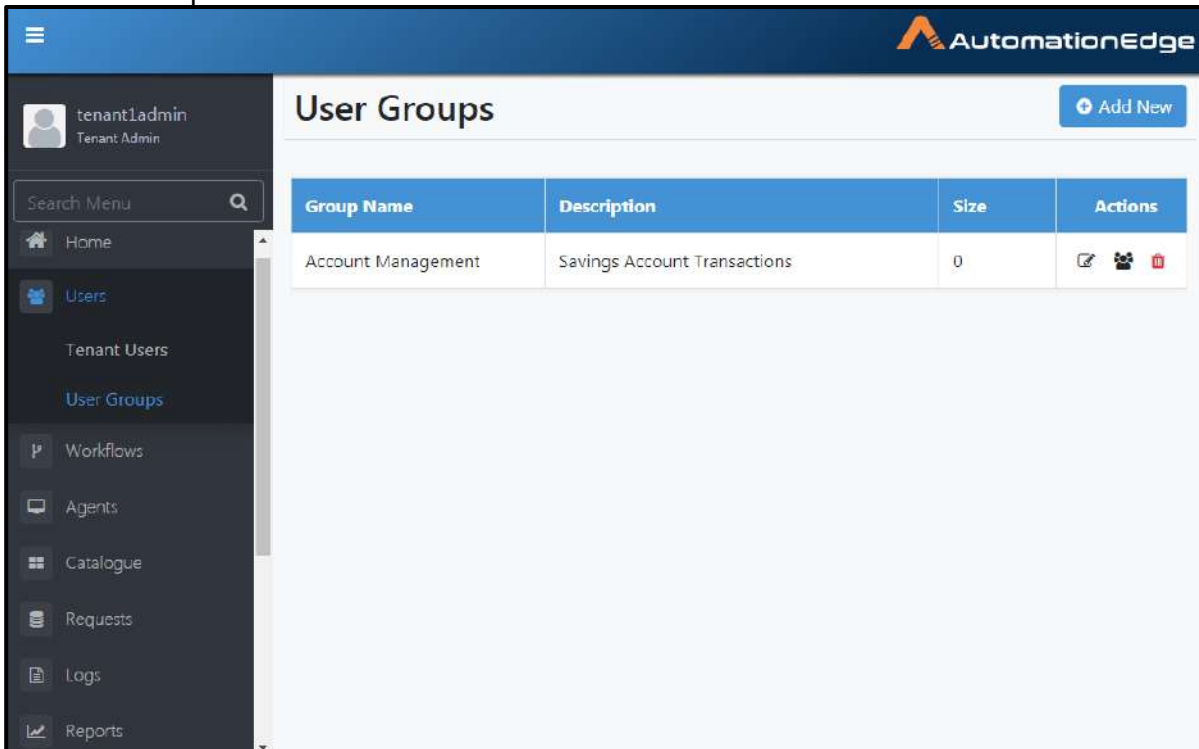 AutomationEdge
tenant1admin
Tenant Admin
Search Menu
Home
Users
Tenant Users
User Groups
Workflows
Agents
Catalogue
Requests
Logs
Reports
User Groups
Add New
Group Name Description Size Actions
Account Management Savings Account Transactions 0